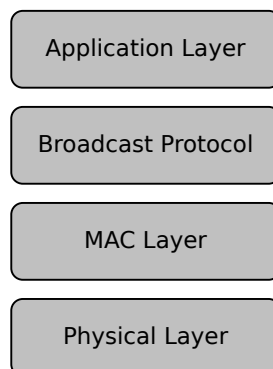 Application Layer
Broadcast Protocol
MAC Layer
Physical Layer